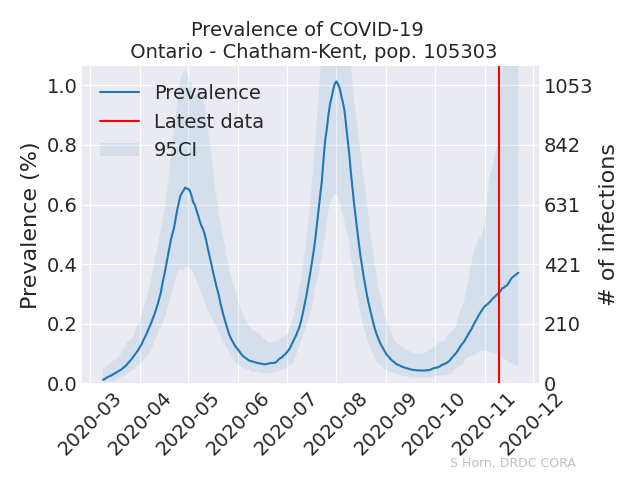 Prevalence of COVID-19
Ontario - Chatham-Kent, pop. 105303
Prevalence (%)
1.0
0.8
0.6
0.4
0.2
0.0
Prevalence
Latest data
95CI
1053
842
631
421
210
0
# of infections
2020-03
2020-04
2020-05
2020-06
2020-07
2020-08
2020-09
2020-10
2020-11
2020-12
S Horn, DRDC CORA